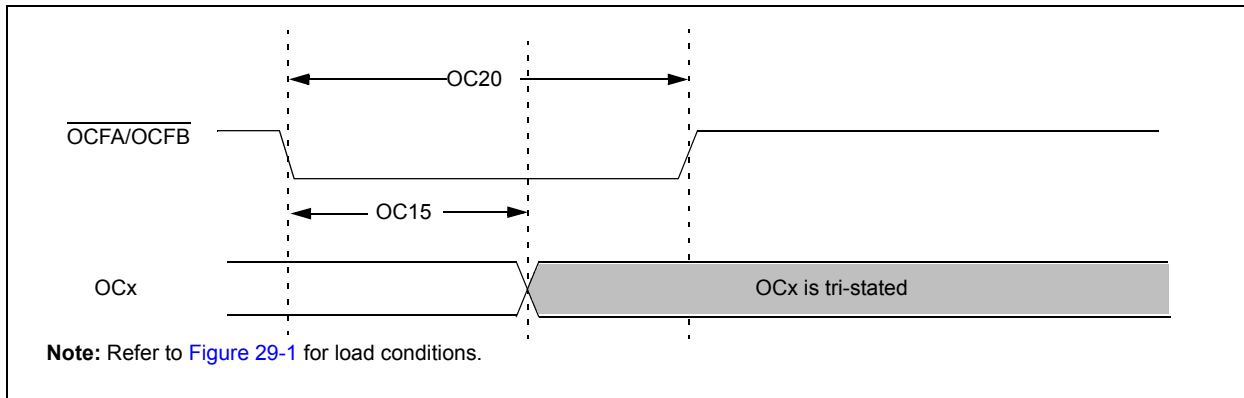 OC20
OCFA/OCFB
OC15
OCx
OCx is tri-stated
Note: Refer to Figure 29-1 for load conditions.